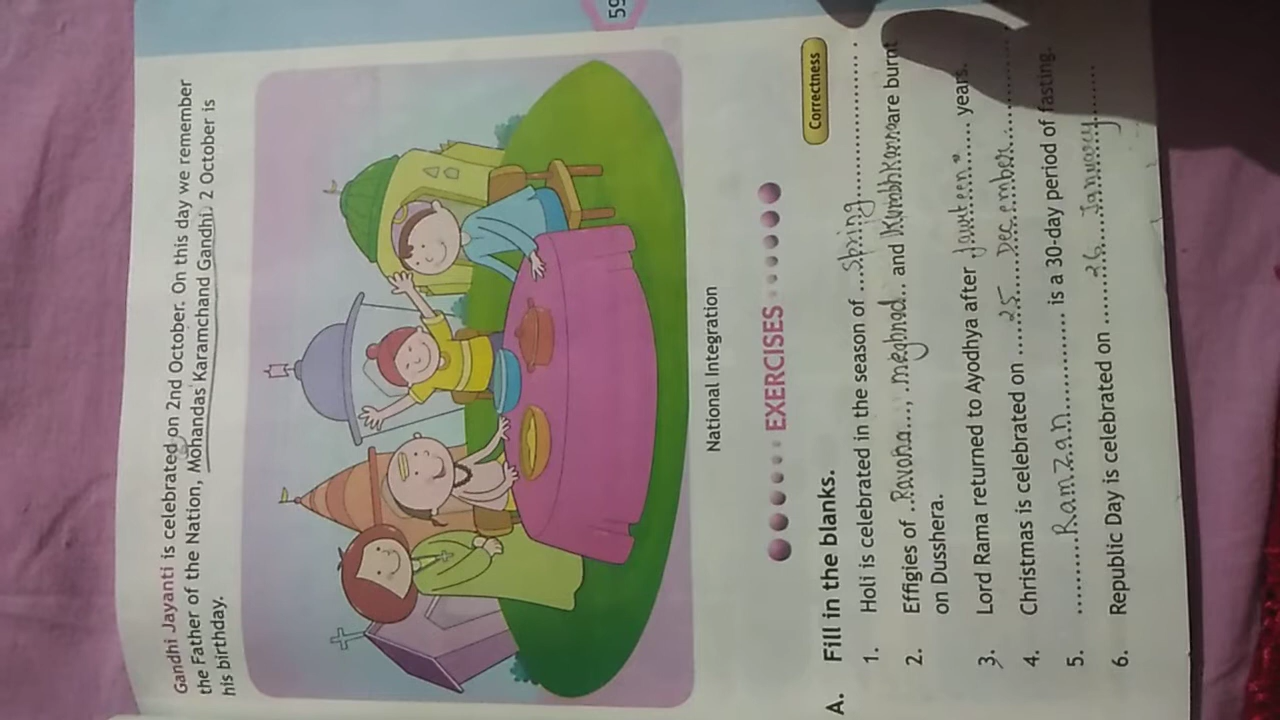 Gandhi Jayanti is celebrated on 2nd October. On this day we remember
the Father of the Nation, Mohandas Karamchand Gandhi. 2 October is
his birthday.
59
National Integration
EXERCISES
Correctness
A. Fill in the blanks.
1. Holi is celebrated in the season of ...spring...
2. Effigies of ..Ravana..., .meghnad... and Kumbhkarna are burnt
on Dusshera.
3. Lord Rama returned to Ayodhya after ... years.
4. Christmas is celebrated on ...25 December...
5. ...Ramzan... is a 30-day period of fasting.
6. Republic Day is celebrated on ...26 January...